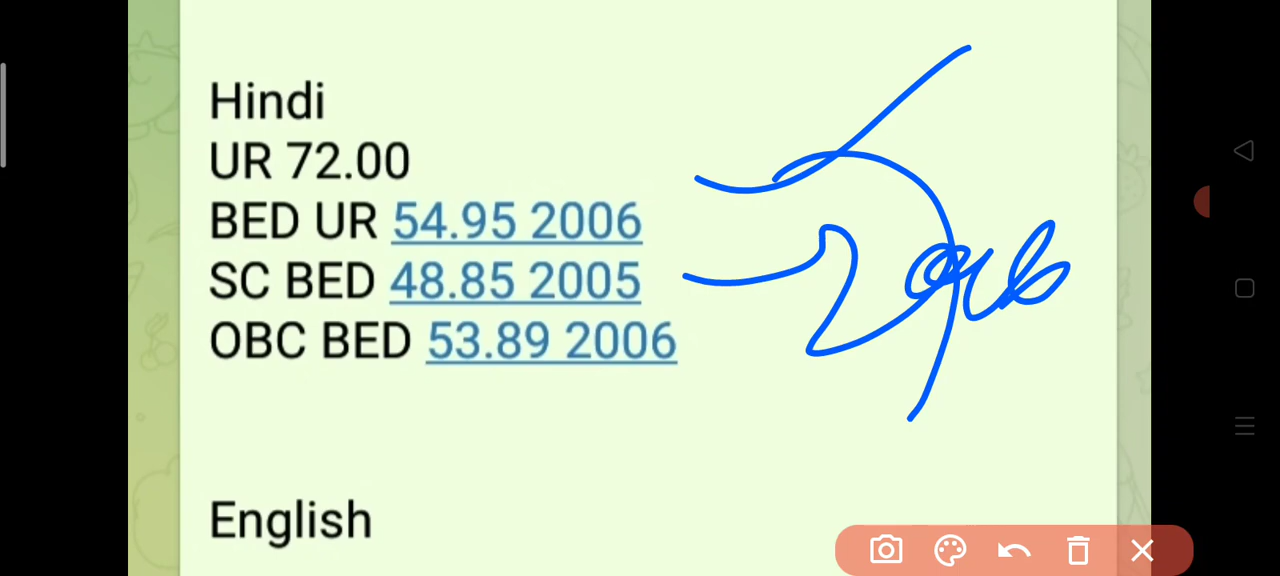 Hindi
UR 72.00
BED UR 54.95 2006
SC BED 48.85 2005
OBC BED 53.89 2006
English